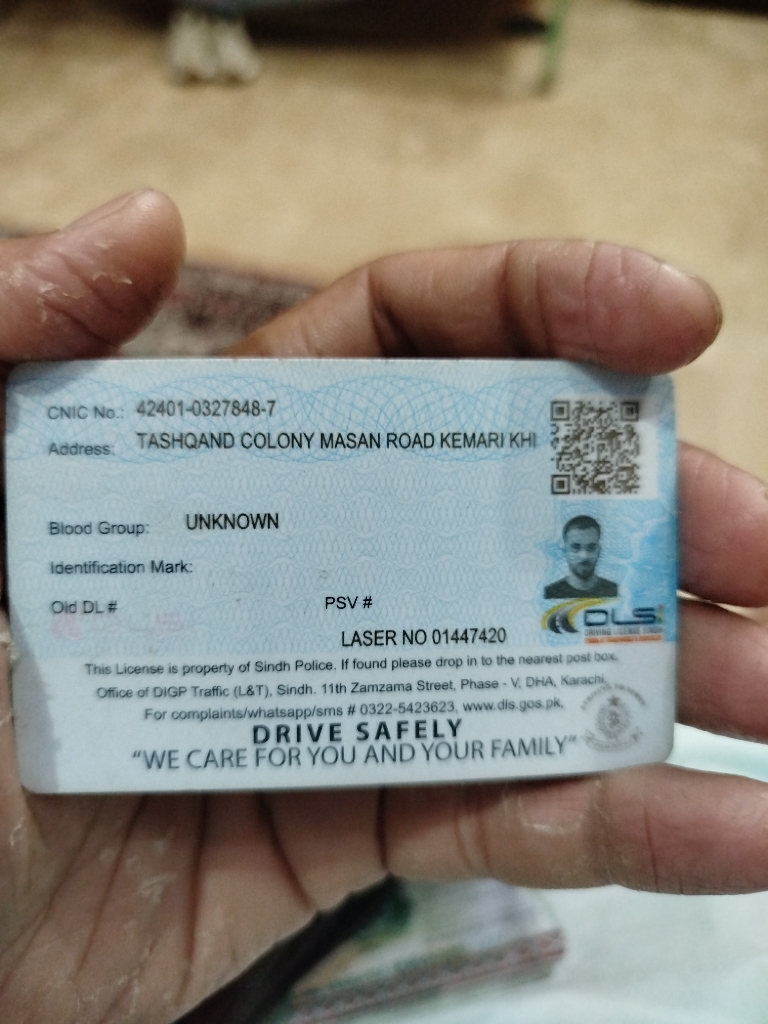 CNIC No.: 42401-0327848-7
Address: TASHQAND COLONY MASAN ROAD KEMARI KHI
Blood Group: UNKNOWN
Identification Mark:
Old DL # PSV #
DLS
DRIVING LICENSE SINDH
LASER NO 01447420
This License is property of Sindh Police. If found please drop in to the nearest post box.
Office of DIGP Traffic (L&T), Sindh. 11th Zamzama Street, Phase - V, DHA, Karachi.
For complaints/whatsapp/sms # 0322-5423623, www.dls.gos.pk,
DRIVE SAFELY
“WE CARE FOR YOU AND YOUR FAMILY”